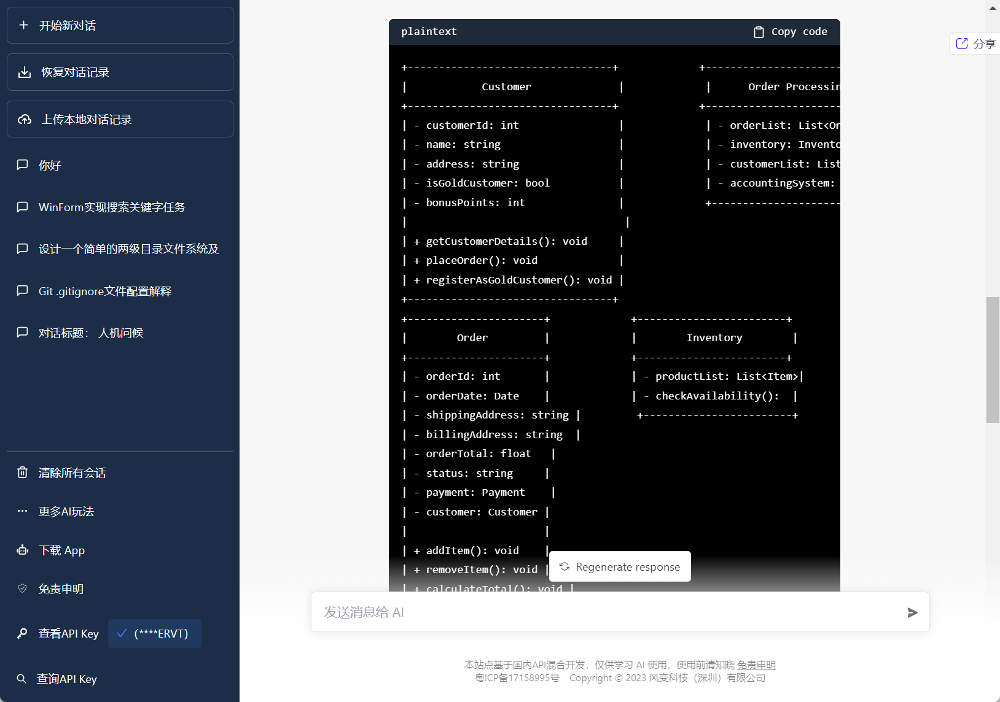 开始新对话
恢复对话记录
上传本地对话记录
你好
WinForm实现搜索关键字任务
设计一个简单的两级目录文件系统及
Git .gitignore文件配置解释
对话标题： 人机问候
清除所有会话
更多AI玩法
下载 App
免责申明
查看API Key (****ERVT)
查询API Key
plaintext Copy code
分享
+---------------------------------+ +----------------------
| Customer | | Order Processin
+---------------------------------+ +----------------------
| - customerId: int | | - orderList: List<Or
| - name: string | | - inventory: Invento
| - address: string | | - customerList: List
| - isGoldCustomer: bool | | - accountingSystem:
| - bonusPoints: int | +---------------------
| |
| + getCustomerDetails(): void |
| + placeOrder(): void |
| + registerAsGoldCustomer(): void |
+---------------------------------+
+----------------------+ +------------------------+
| Order | | Inventory |
+----------------------+ +------------------------+
| - orderId: int | | - productList: List<Item>|
| - orderDate: Date | | - checkAvailability(): |
| - shippingAddress: string | +------------------------+
| - billingAddress: string |
| - orderTotal: float |
| - status: string |
| - payment: Payment |
| - customer: Customer |
| |
| + addItem(): void |
| + removeItem(): void |
| + calculateTotal(): void |
Regenerate response
发送消息给 AI
本站点基于国内API混合开发，仅供学习 AI 使用，使用前请知晓 免责申明
粤ICP备17158995号 Copyright © 2023 风变科技（深圳）有限公司